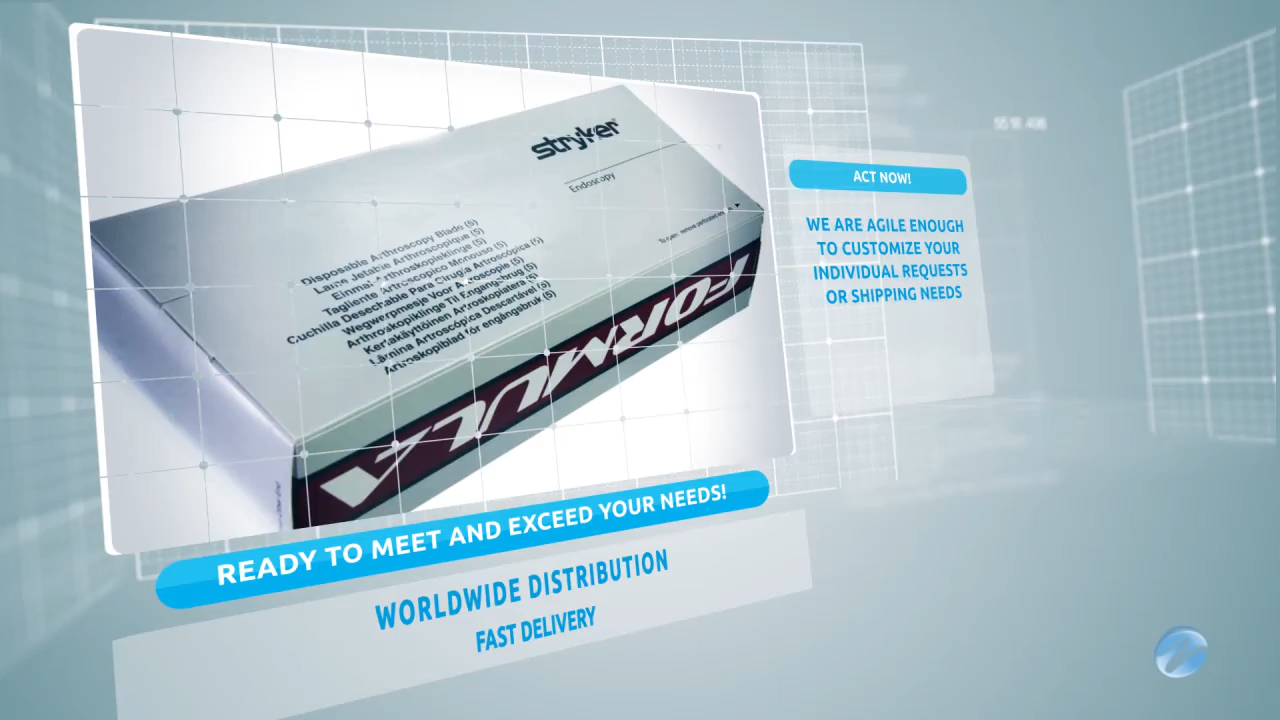 stryker
Endoscopy
Disposable Arthroscopy Blade (5)
Lame Jetable Arthroscopique (5)
Einmal-Arthroskopieklinge (5)
Tagliente Artroscopico Monouso (5)
Cuchilla Desechable Para Cirugía Artroscópica (5)
Wegwerpmesje Voor Artroscopie (5)
Arthroskopiklinge Til Engangsbrug (5)
Kertakäyttöinen Artroskopiaterä (5)
Lâmina Artroscópica Descartável (5)
Artroskopiblad för engångsbruk (5)
FORMULA
ACT NOW!
WE ARE AGILE ENOUGH
TO CUSTOMIZE YOUR
INDIVIDUAL REQUESTS
OR SHIPPING NEEDS
READY TO MEET AND EXCEED YOUR NEEDS!
WORLDWIDE DISTRIBUTION
FAST DELIVERY